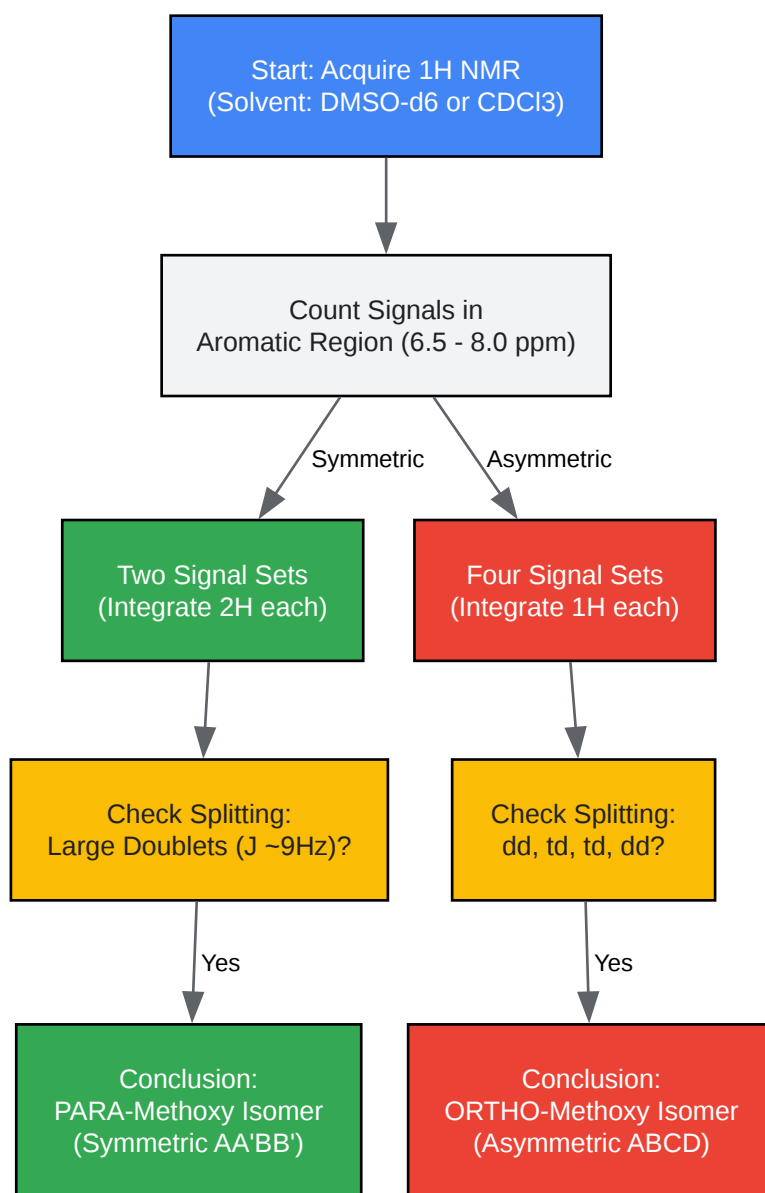 Start: Acquire 1H NMR
(Solvent: DMSO-d6 or CDCl3)
Count Signals in
Aromatic Region (6.5 - 8.0 ppm)
Symmetric
Asymmetric
Two Signal Sets
(Integrate 2H each)
Four Signal Sets
(Integrate 1H each)
Check Splitting:
Large Doublets (J ~9Hz)?
Check Splitting:
dd, td, td, dd?
Yes
Yes
Conclusion:
PARA-Methoxy Isomer
(Symmetric AA'BB')
Conclusion:
ORTHO-Methoxy Isomer
(Asymmetric ABCD)